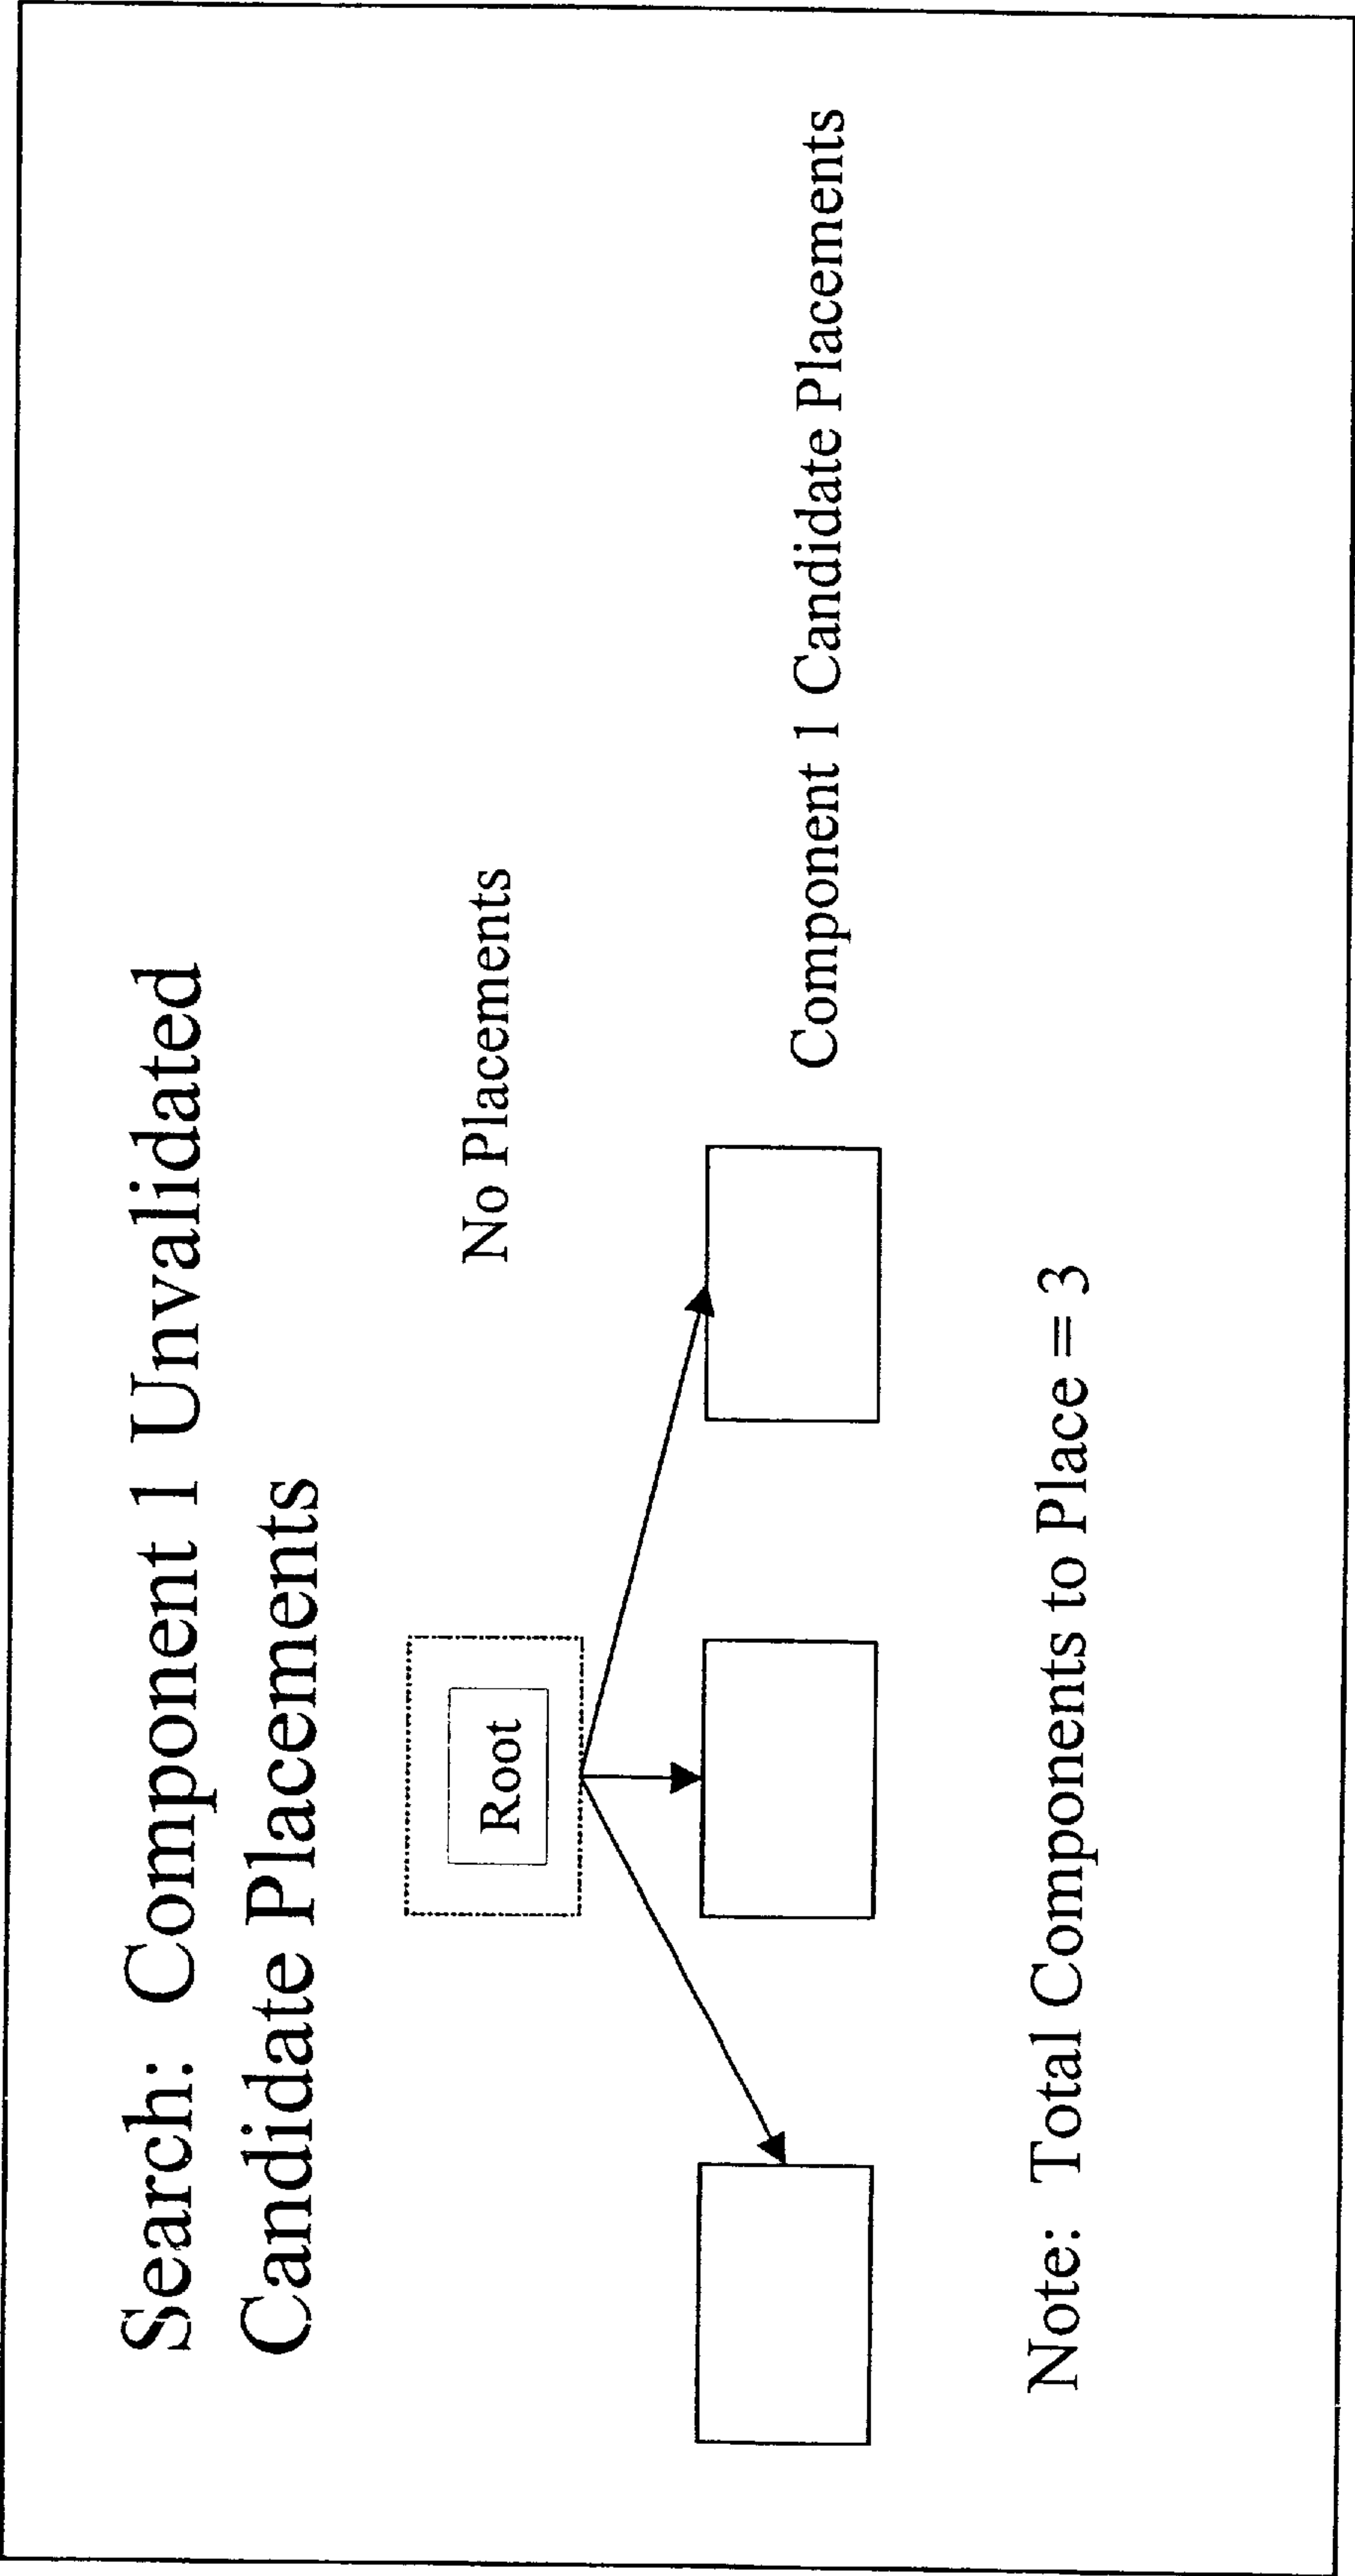 Search:  Component 1 Unvalidated
Candidate Placements
No Placements
Root
Component 1 Candidate Placements
Note:  Total Components to Place = 3